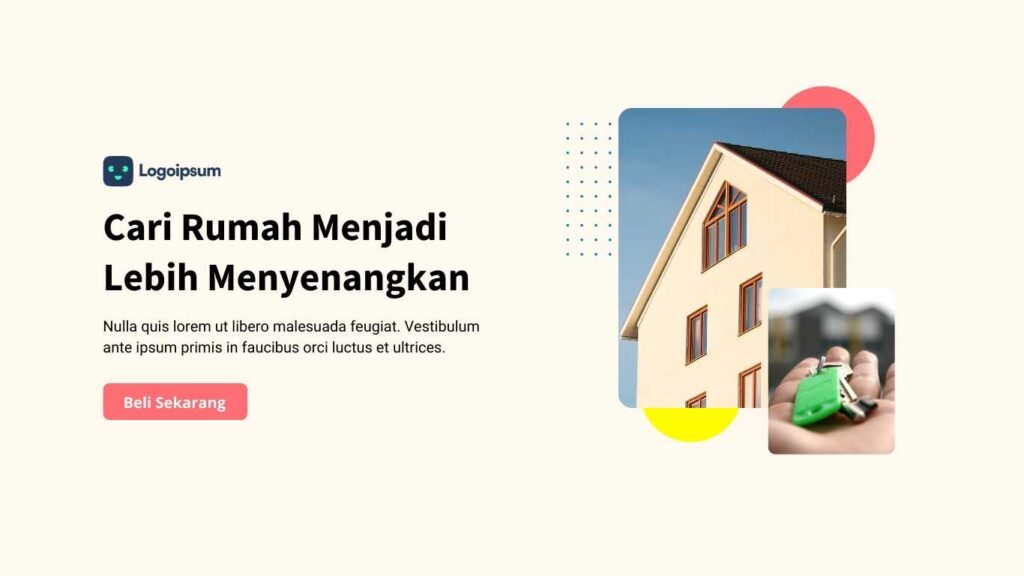 Logoipsum
Cari Rumah Menjadi
Lebih Menyenangkan
Nulla quis lorem ut libero malesuada feugiat. Vestibulum
ante ipsum primis in faucibus orci luctus et ultrices.
Beli Sekarang